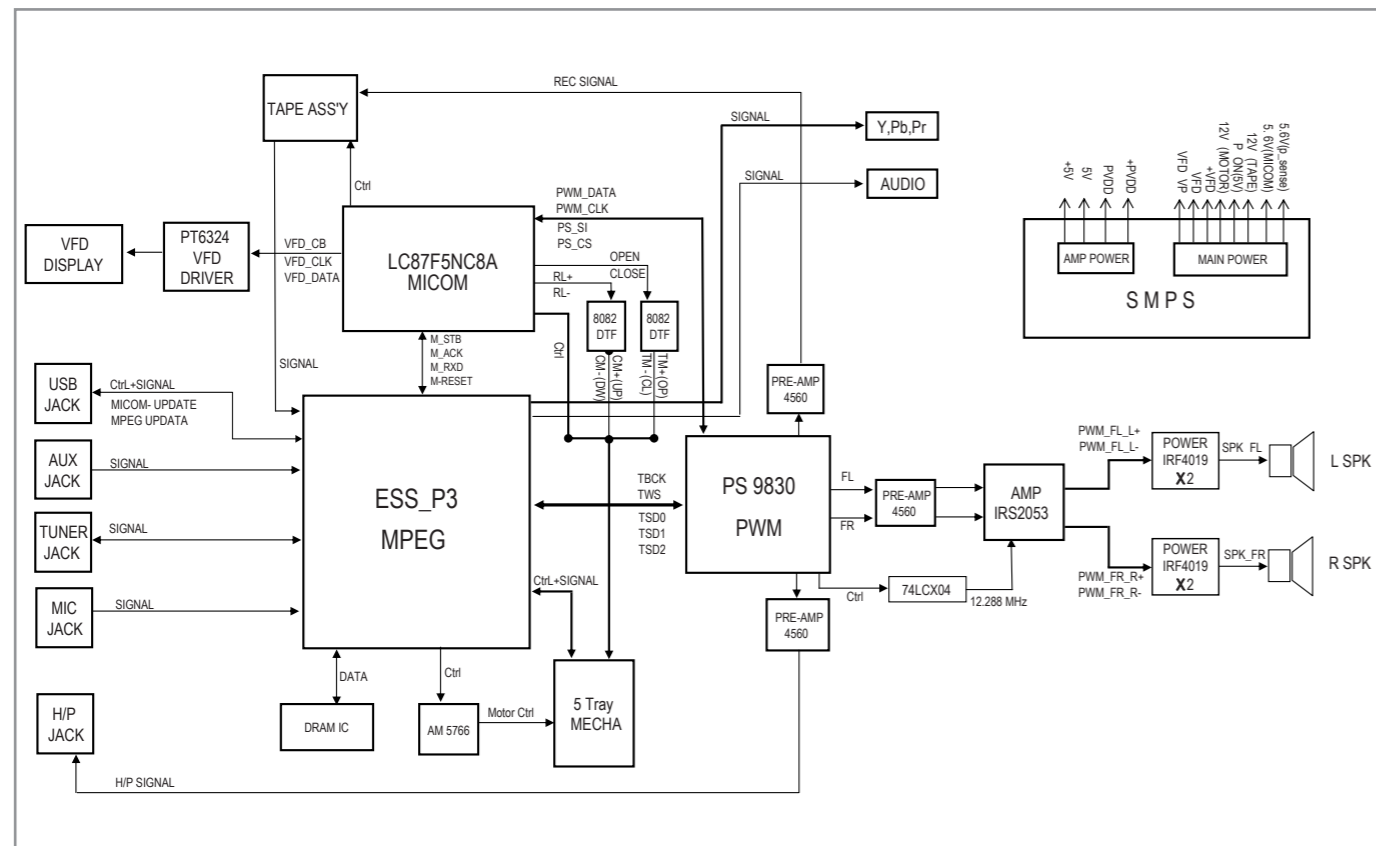 REC SIGNAL
TAPE ASS'Y
SIGNAL
Y,Pb,Pr
SIGNAL
AUDIO
Ctrl
PWM_DATA
PWM_CLK
PS_SI
PS_CS
VFD
DISPLAY
PT6324
VFD
DRIVER
VFD_CB
VFD_CLK
VFD_DATA
LC87F5NC8A
MICOM
OPEN
CLOSE
RL+
RL-
8082
DTF
8082
DTF
Ctrl
CM - (DW)
CM+(UP)
TM - (CL)
TM+(OP)
M_STB
M_ACK
M_RXD
M-RESET
SIGNAL
+5V
5V
PVDD
+PVDD
VFD VP
VFD
+VFD
12V (MOTOR)
P ON(5V)
12V (TAPE)
5. 6V(MICOM)
5.6V(p_sense)
AMP POWER
MAIN POWER
S M P S
USB
JACK
CtrL+SIGNAL
MICOM- UPDATE
MPEG UPDATA
AUX
JACK
SIGNAL
TUNER
JACK
SIGNAL
MIC
JACK
SIGNAL
H/P
JACK
H/P SIGNAL
ESS_P3
MPEG
TBCK
TWS
TSD0
TSD1
TSD2
CtrL+SIGNAL
DATA
DRAM IC
Ctrl
AM 5766
Motor Ctrl
5 Tray
MECHA
PRE-AMP
4560
PS 9830
PWM
FL
FR
PRE-AMP
4560
AMP
IRS2053
Ctrl
74LCX04
12.288 MHz
PRE-AMP
4560
PWM_FL_L+
PWM_FL_L-
POWER
IRF4019
X2
SPK_FL
L SPK
PWM_FR_R+
PWM_FR_R-
POWER
IRF4019
X2
SPK_FR
R SPK